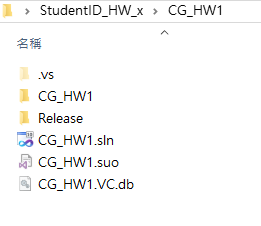 StudentID_HW_x > CG_HW1
名稱
.vs
CG_HW1
Release
CG_HW1.sln
CG_HW1.suo
CG_HW1.VC.db